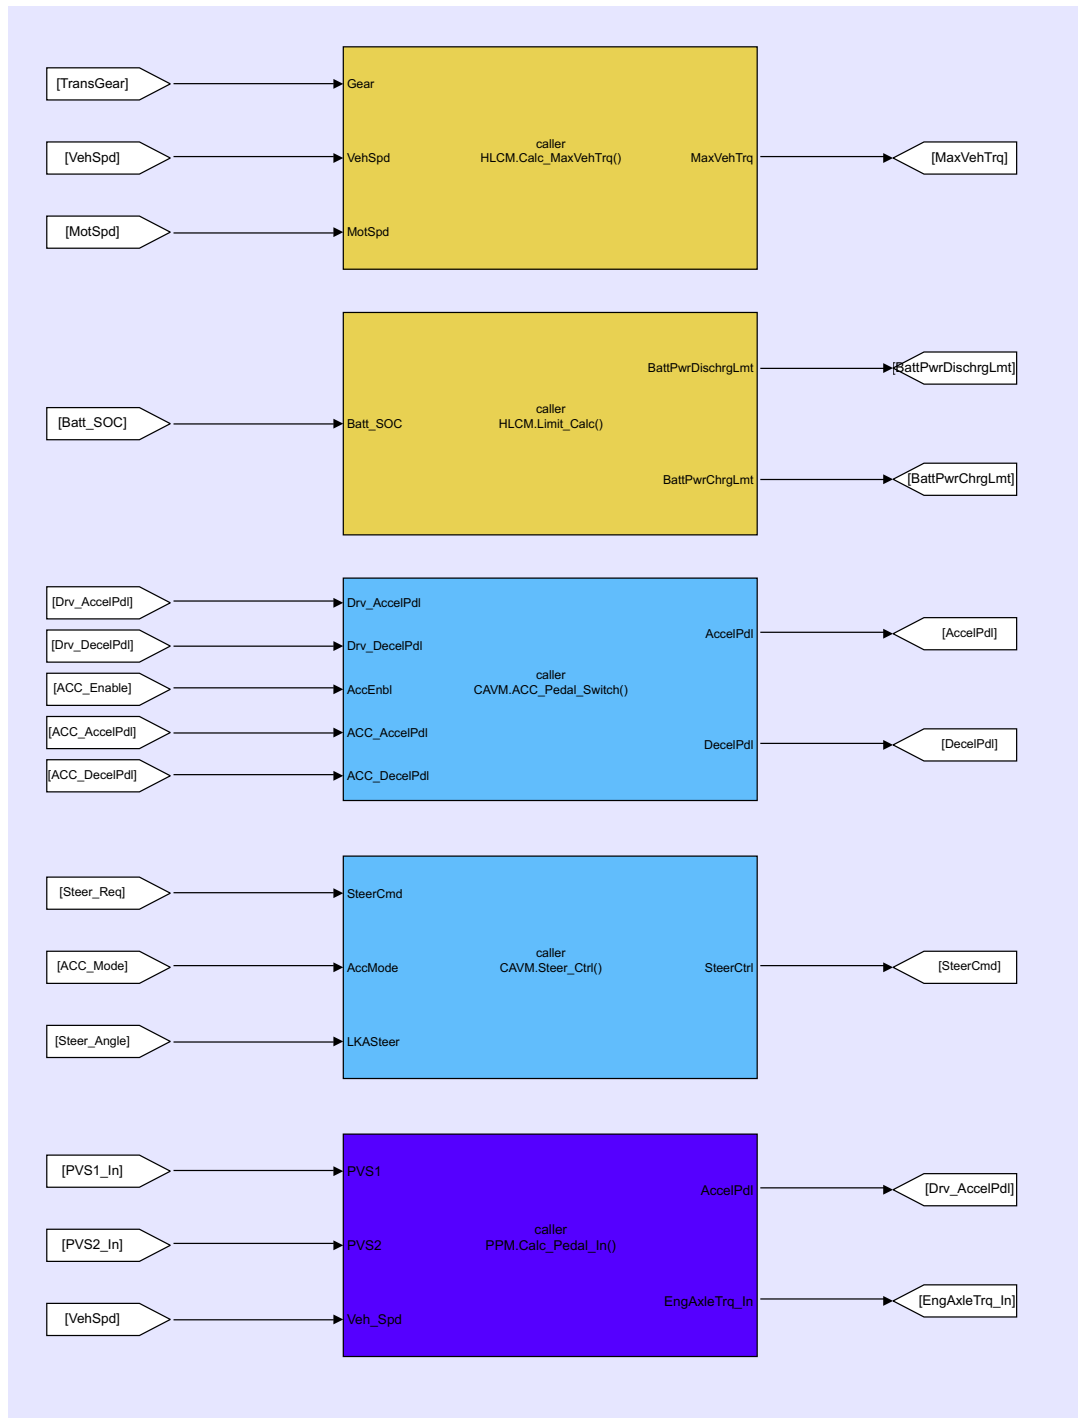 [TransGear]
Gear
[VehSpd]
VehSpd
caller
HLCM.Calc_MaxVehTrq()
MaxVehTrq
[MaxVehTrq]
[MotSpd]
MotSpd
BattPwrDischrgLmt
[BattPwrDischrgLmt]
[Batt_SOC]
Batt_SOC
caller
HLCM.Limit_Calc()
BattPwrChrgLmt
[BattPwrChrgLmt]
[Drv_AccelPdl]
Drv_AccelPdl
[Drv_DecelPdl]
Drv_DecelPdl
AccelPdl
[AccelPdl]
[ACC_Enable]
AccEnbl
caller
CAVM.ACC_Pedal_Switch()
[ACC_AccelPdl]
ACC_AccelPdl
DecelPdl
[DecelPdl]
[ACC_DecelPdl]
ACC_DecelPdl
[Steer_Req]
SteerCmd
[ACC_Mode]
AccMode
caller
CAVM.Steer_Ctrl()
SteerCtrl
[SteerCmd]
[Steer_Angle]
LKASteer
[PVS1_In]
PVS1
AccelPdl
[Drv_AccelPdl]
[PVS2_In]
PVS2
caller
PPM.Calc_Pedal_In()
EngAxleTrq_In
[EngAxleTrq_In]
[VehSpd]
Veh_Spd